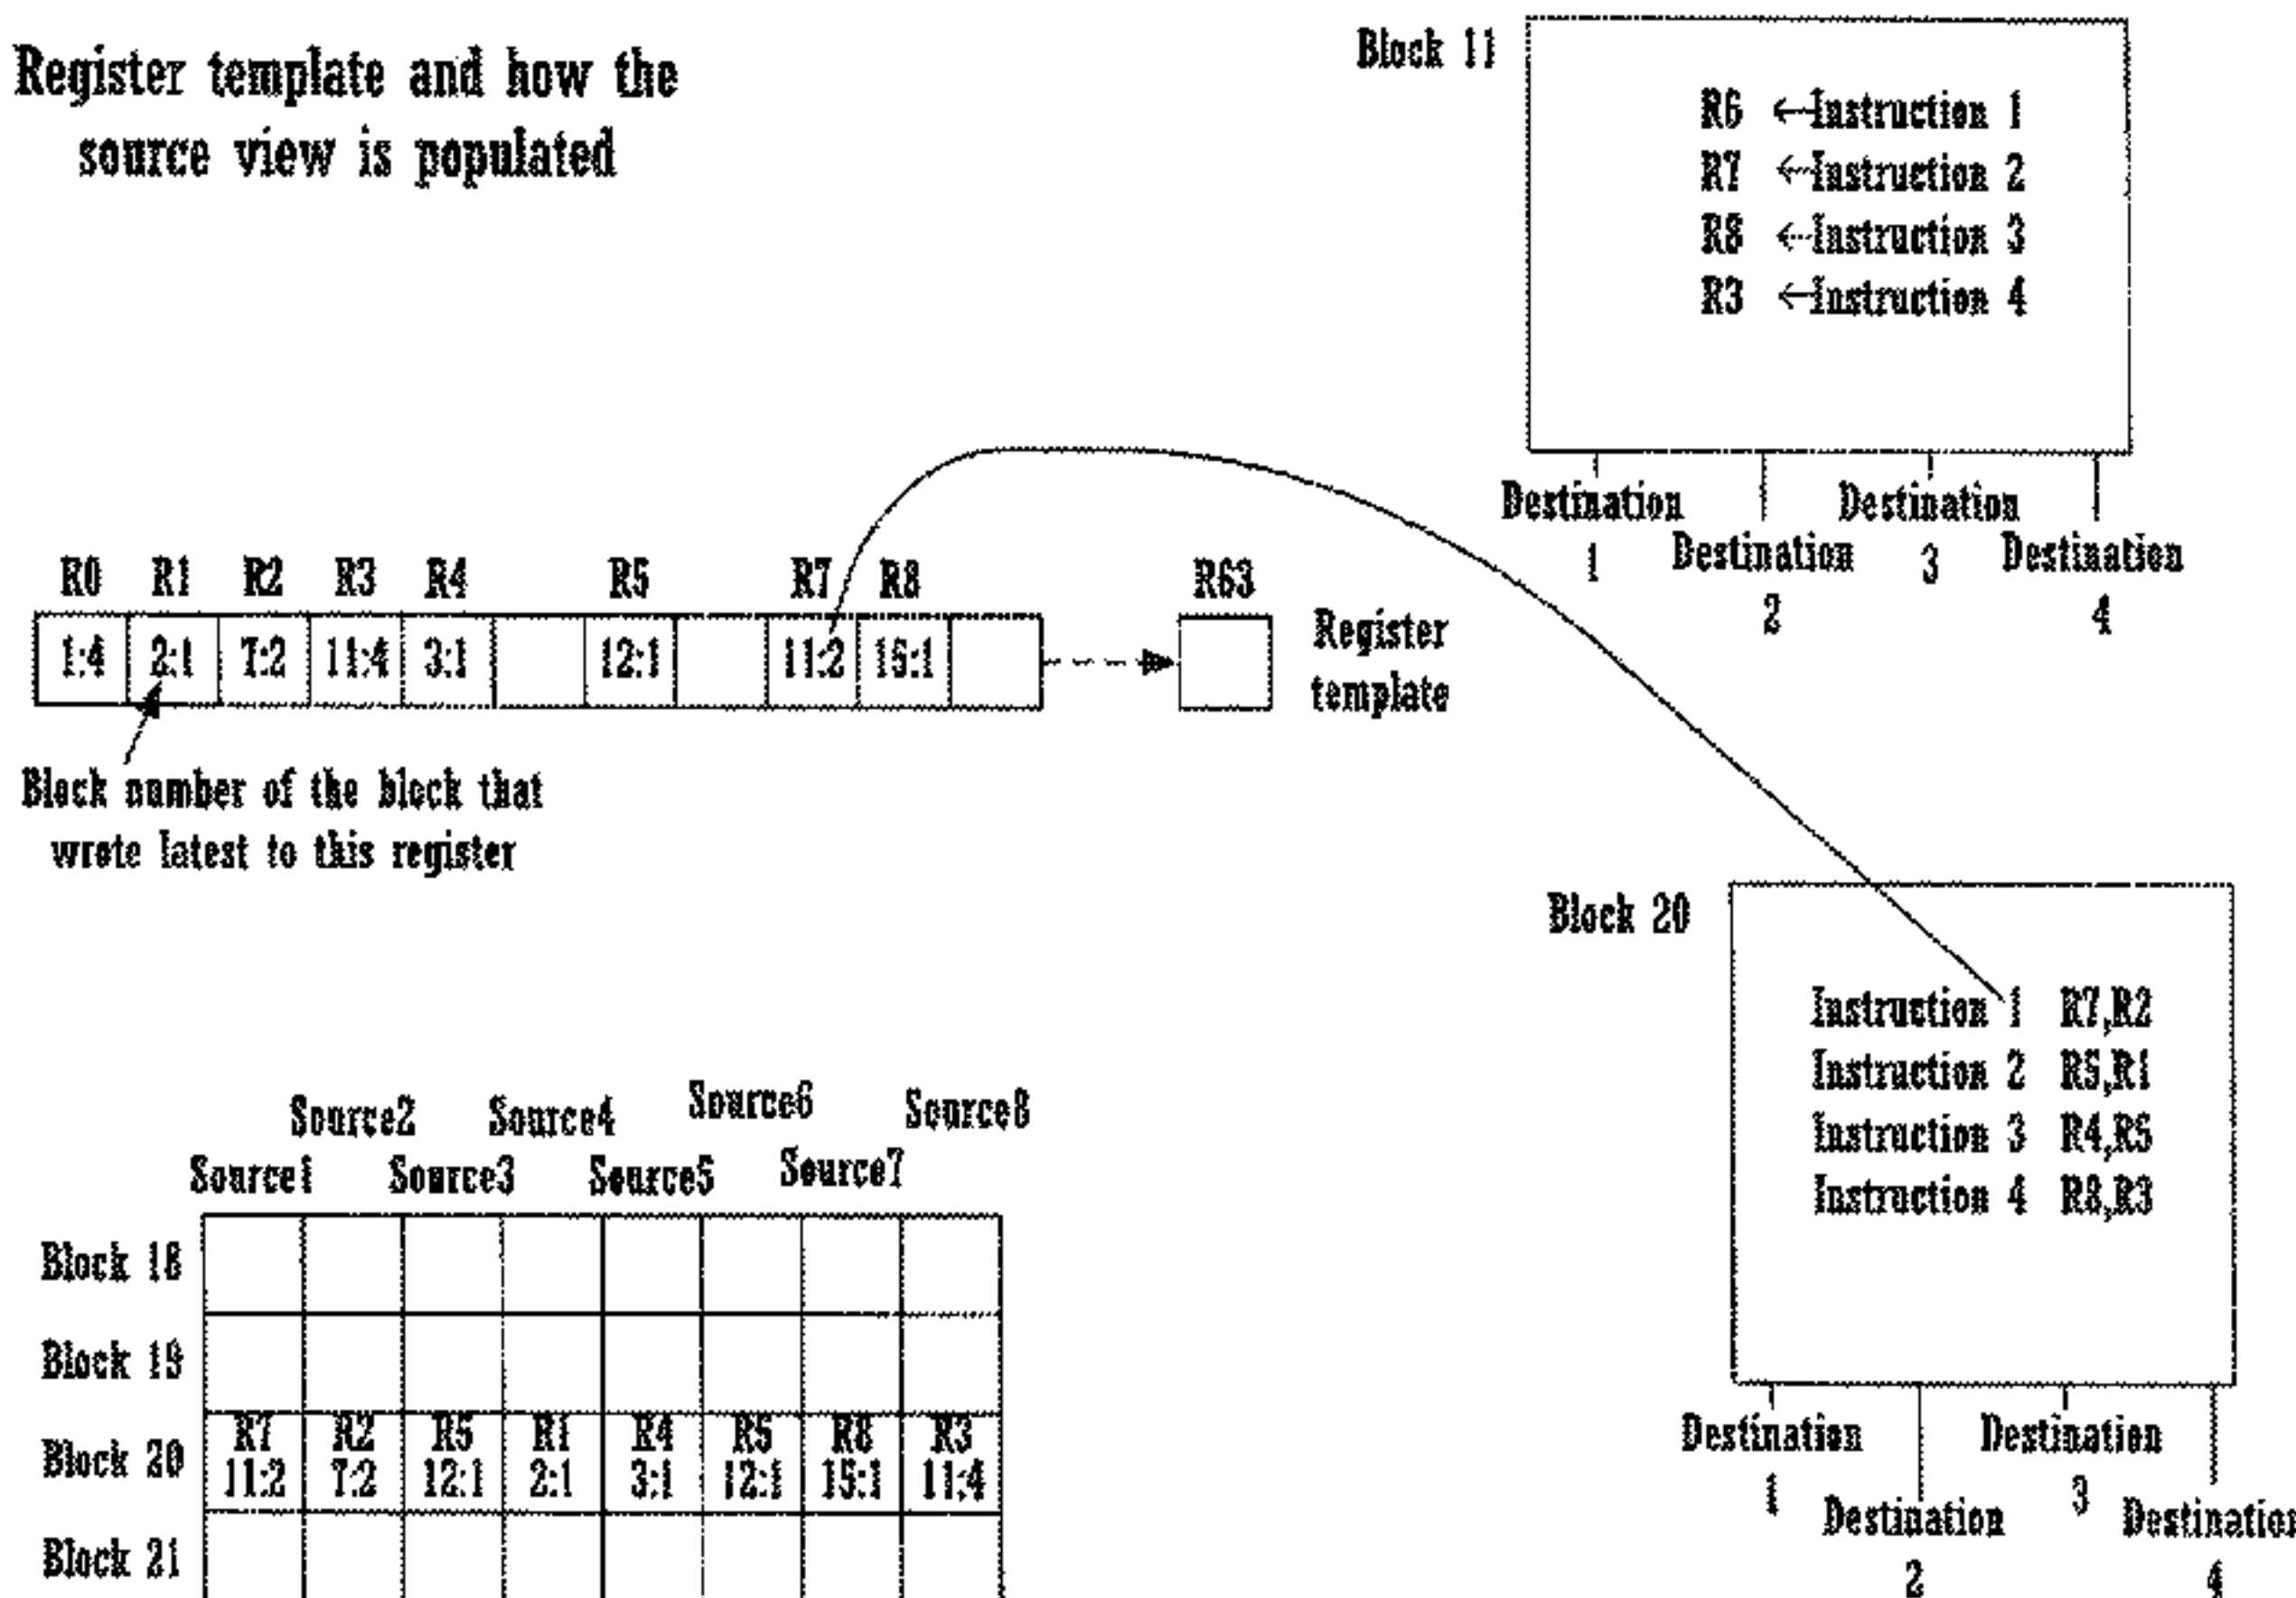 Register template and how the
source view is populated
Block 11
R6 ←Instruction 1
R7 ←Instruction 2
R8 ←Instruction 3
R3 ←Instruction 4
Destination
1
Destination
2
Destination
3
Destination
4
R0 R1 R2 R3 R4 R5 R7 R8 R63
1:4 2:1 7:2 11:4 3:1 12:1 11:2 15:1
Register
template
Block number of the block that
wrote latest to this register
Block 20
Instruction 1 R7,R2
Instruction 2 R5,R1
Instruction 3 R4,R5
Instruction 4 R8,R3
Destination
1
Destination
2
Destination
3
Destination
4
Source1 Source2 Source3 Source4 Source5 Source6 Source7 Source8
Block 18
Block 19
Block 20
R7 R2 R5 R1 R4 R5 R8 R3
11:2 7:2 12:1 2:1 3:1 12:1 15:1 11:4
Block 21